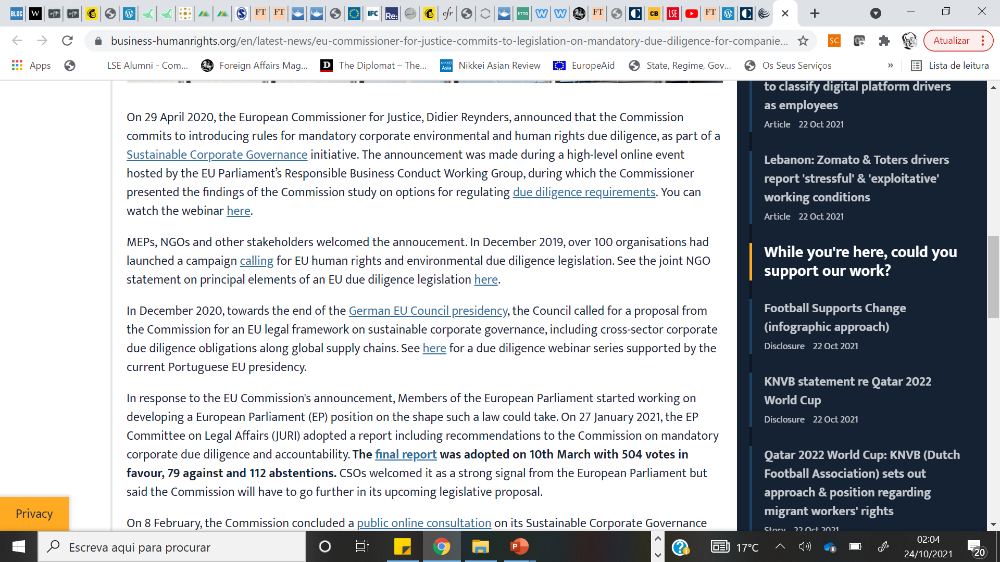 BLOG W FT FT S IFC Re: cfr ETTG FT CB LSE FT
business-humanrights.org/en/latest-news/eu-commissioner-for-justice-commits-to-legislation-on-mandatory-due-diligence-for-companie...
SC
Atualizar
Apps
LSE Alumni - Com...
Foreign Affairs Mag...
D
The Diplomat – The...
NIKKEI Asia
Nikkei Asian Review
EuropeAid
State, Regime, Gov...
Os Seus Serviços
»
Lista de leitura
On 29 April 2020, the European Commissioner for Justice, Didier Reynders, announced that the Commission
commits to introducing rules for mandatory corporate environmental and human rights due diligence, as part of a
Sustainable Corporate Governance initiative. The announcement was made during a high-level online event
hosted by the EU Parliament’s Responsible Business Conduct Working Group, during which the Commissioner
presented the findings of the Commission study on options for regulating due diligence requirements. You can
watch the webinar here.
MEPs, NGOs and other stakeholders welcomed the annoucement. In December 2019, over 100 organisations had
launched a campaign calling for EU human rights and environmental due diligence legislation. See the joint NGO
statement on principal elements of an EU due diligence legislation here.
In December 2020, towards the end of the German EU Council presidency, the Council called for a proposal from
the Commission for an EU legal framework on sustainable corporate governance, including cross-sector corporate
due diligence obligations along global supply chains. See here for a due diligence webinar series supported by the
current Portuguese EU presidency.
In response to the EU Commission's announcement, Members of the European Parliament started working on
developing a European Parliament (EP) position on the shape such a law could take. On 27 January 2021, the EP
Committee on Legal Affairs (JURI) adopted a report including recommendations to the Commission on mandatory
corporate due diligence and accountability. The final report was adopted on 10th March with 504 votes in
favour, 79 against and 112 abstentions. CSOs welcomed it as a strong signal from the European Parliament but
said the Commission will have to go further in its upcoming legislative proposal.
On 8 February, the Commission concluded a public online consultation on its Sustainable Corporate Governance
to classify digital platform drivers
as employees
Article 22 Oct 2021
Lebanon: Zomato & Toters drivers
report 'stressful' & 'exploitative'
working conditions
Article 22 Oct 2021
While you're here, could you
support our work?
Football Supports Change
(infographic approach)
Disclosure 22 Oct 2021
KNVB statement re Qatar 2022
World Cup
Disclosure 22 Oct 2021
Qatar 2022 World Cup: KNVB (Dutch
Football Association) sets out
approach & position regarding
migrant workers' rights
Story 22 Oct 2021
Privacy
Escreva aqui para procurar
P
17°C
02:04
24/10/2021
20